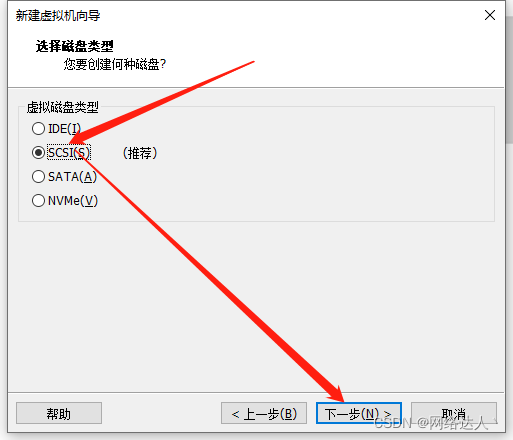 新建虚拟机向导
选择磁盘类型
您要创建何种磁盘?
虚拟磁盘类型
IDE(I)
SCSI(S) （推荐）
SATA(A)
NVMe(V)
帮助 < 上一步(B) 下一步(N) > 取消
CSDN @网络达人丶